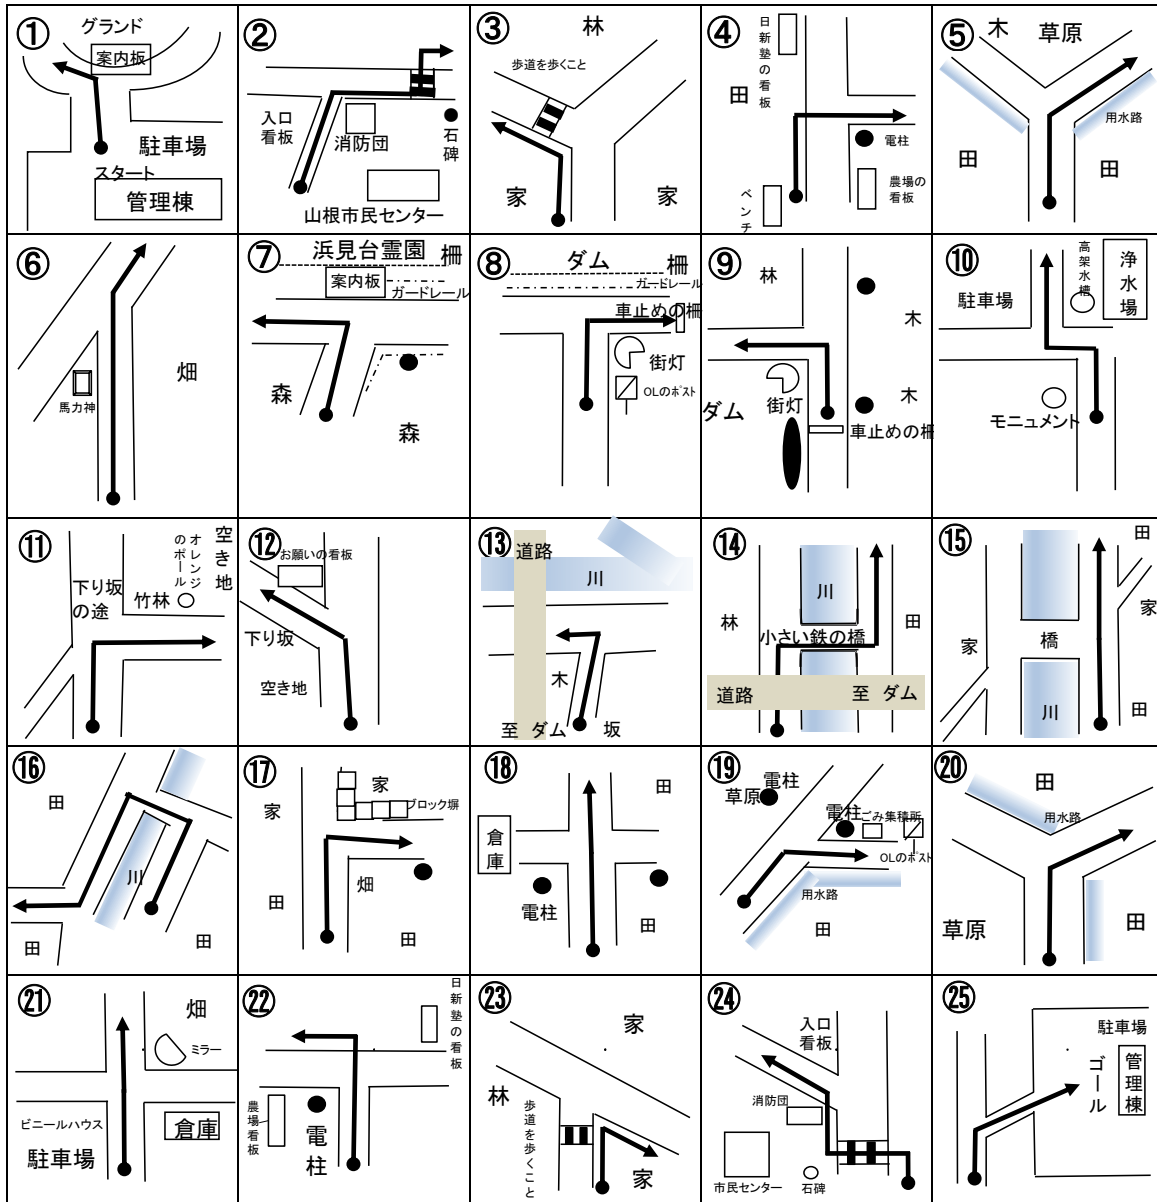 ①
グランド
案内板
駐車場
スタート
管理棟
②
入口
看板
消防団
石碑
山根市民センター
③
林
歩道を歩くこと
家
家
④
日新塾の看板
田
電柱
農場の
看板
ベンチ
⑤
木
草原
用水路
田
田
⑥
畑
馬力神
⑦
浜見台霊園
柵
案内板
ガードレール
森
森
⑧
ダム
柵
ガードレール
車止めの柵
街灯
OLのポスト
⑨
林
木
木
ダム
街灯
車止めの柵
⑩
高架水槽
浄水場
駐車場
モニュメント
⑪
空き地
オレンジ
のポール
下り坂
の途
竹林
⑫
お願いの看板
下り坂
空き地
⑬
道路
川
木
至 ダム
坂
⑭
川
林
田
小さい鉄の橋
道路
至 ダム
⑮
田
家
家
橋
川
田
⑯
田
川
田
田
⑰
家
家
ブロック塀
畑
田
田
⑱
田
倉庫
電柱
田
⑲
電柱
草原
電柱
ごみ集積所
OLのポスト
用水路
田
⑳
田
用水路
草原
田
㉑
畑
ミラー
ビニールハウス
倉庫
駐車場
㉒
日新塾の看板
農場看板
電柱
㉓
家
林
歩道を歩くこと
家
㉔
入口
看板
消防団
市民センター
石碑
㉕
駐車場
ゴール
管理棟